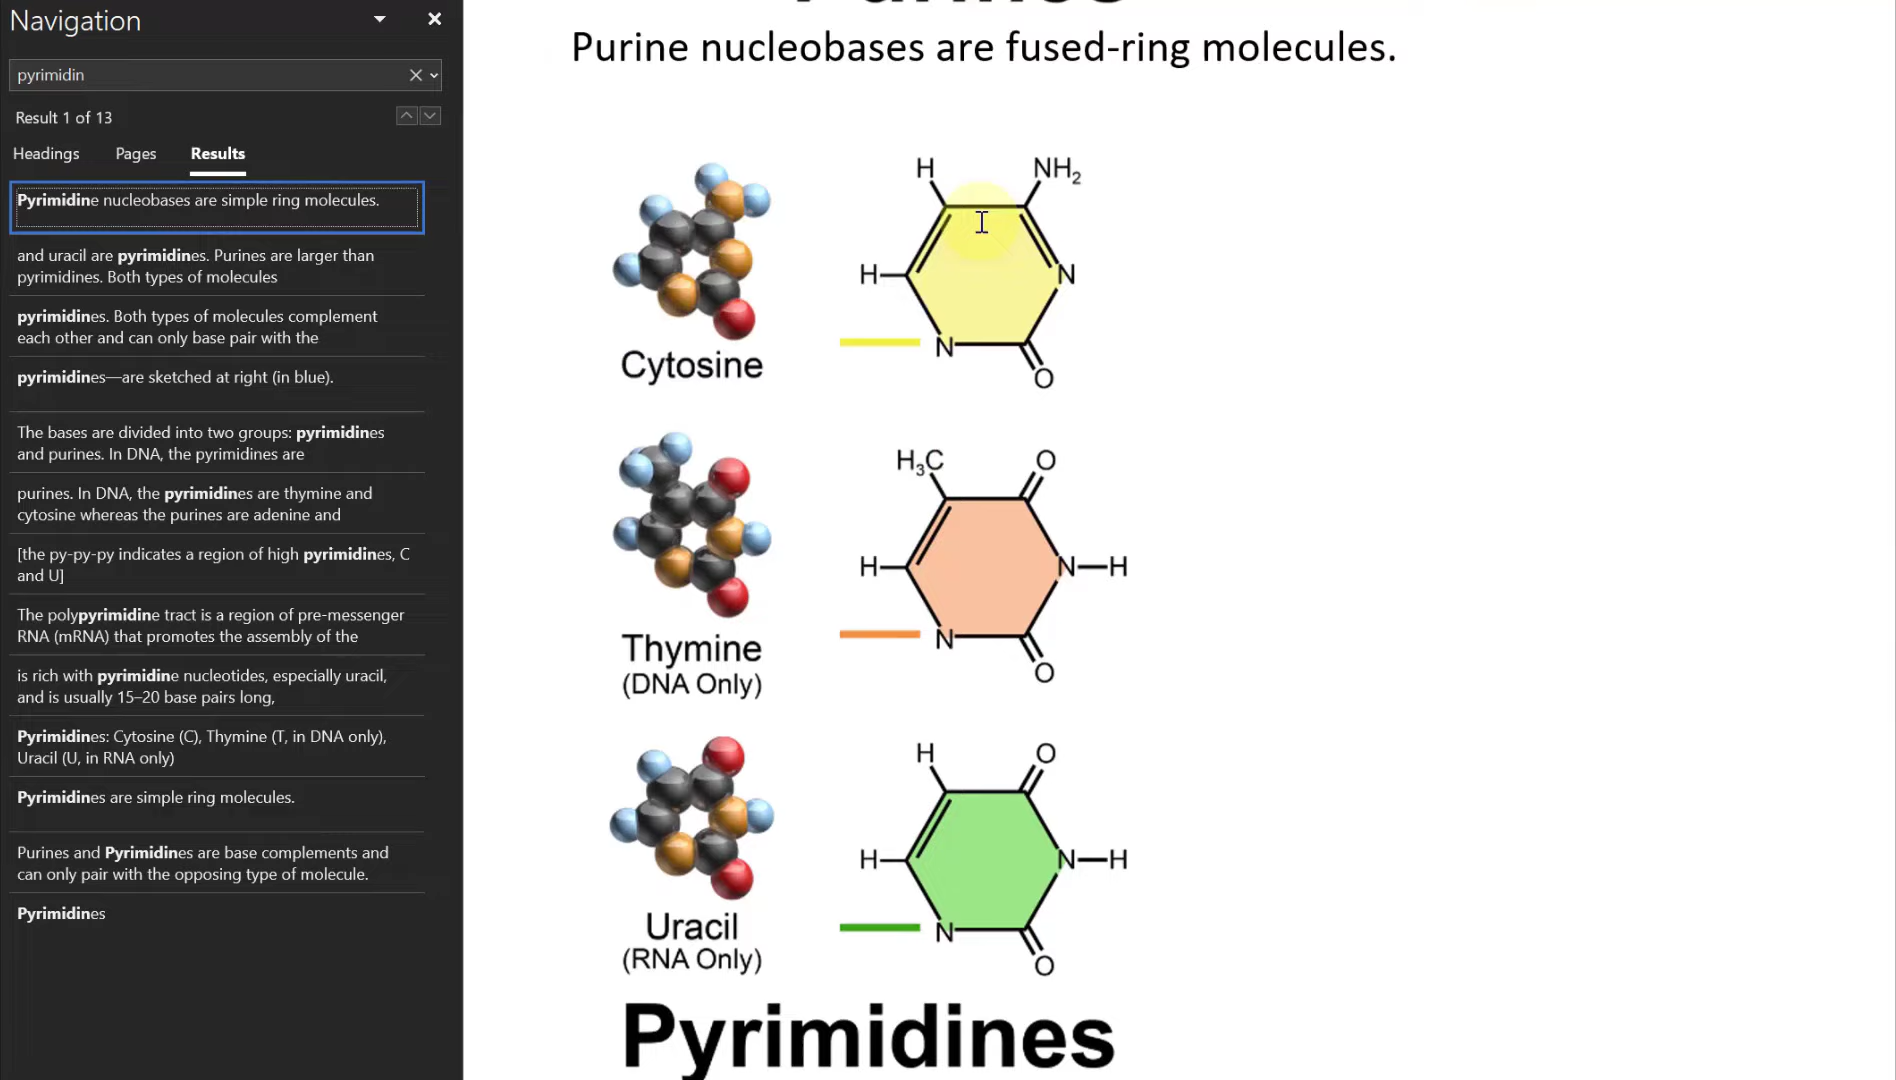 Navigation
pyrimidin
Result 1 of 13
Headings Pages Results
Pyrimidine nucleobases are simple ring molecules.
and uracil are pyrimidines. Purines are larger than
pyrimidines. Both types of molecules
pyrimidines. Both types of molecules complement
each other and can only base pair with the
pyrimidines—are sketched at right (in blue).
The bases are divided into two groups: pyrimidines
and purines. In DNA, the pyrimidines are
purines. In DNA, the pyrimidines are thymine and
cytosine whereas the purines are adenine and
[the py-py-py indicates a region of high pyrimidines, C
and U]
The polypyrimidine tract is a region of pre-messenger
RNA (mRNA) that promotes the assembly of the
is rich with pyrimidine nucleotides, especially uracil,
and is usually 15–20 base pairs long,
Pyrimidines: Cytosine (C), Thymine (T, in DNA only),
Uracil (U, in RNA only)
Pyrimidines are simple ring molecules.
Purines and Pyrimidines are base complements and
can only pair with the opposing type of molecule.
Pyrimidines
Purine nucleobases are fused-ring molecules.
H NH₂
H N
N
O
Cytosine
H₃C O
H N H
N
O
Thymine
(DNA Only)
H O
H N H
N
O
Uracil
(RNA Only)
Pyrimidines